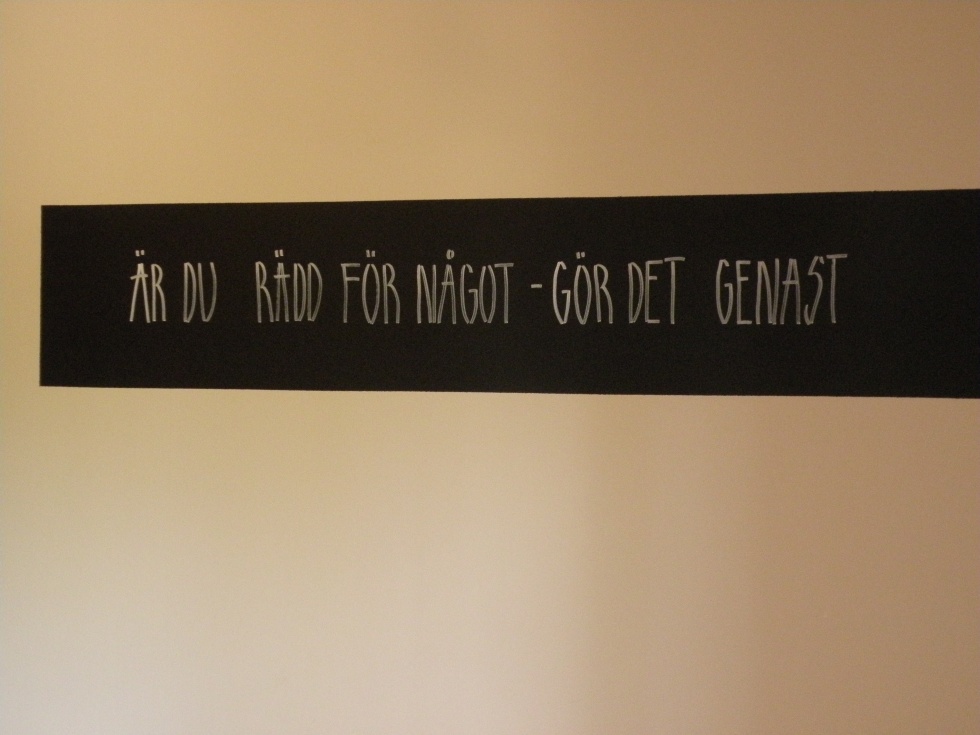 ÄR DU RÄDD FÖR NÅGOT - GÖR DET GENAST